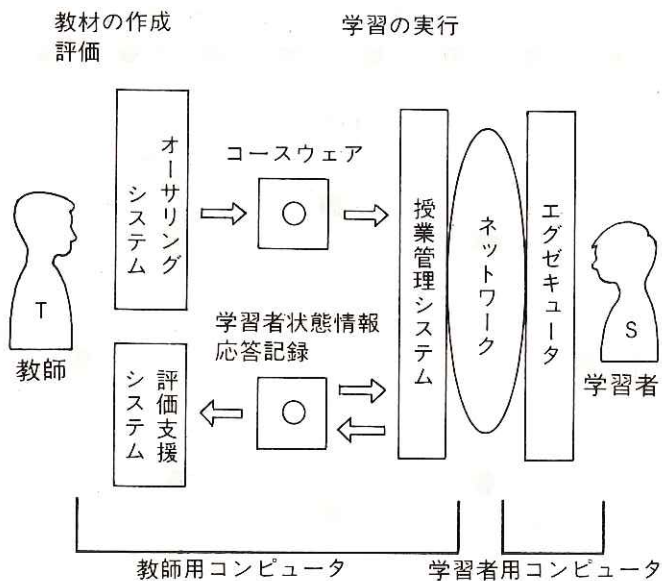 教材の作成
評価
学習の実行
オーサリング
システム
コースウェア
授業管理システム
ネットワーク
エグゼキュータ
T
教師
学習者状態情報
応答記録
評価支援
システム
S
学習者
教師用コンピュータ
学習者用コンピュータ